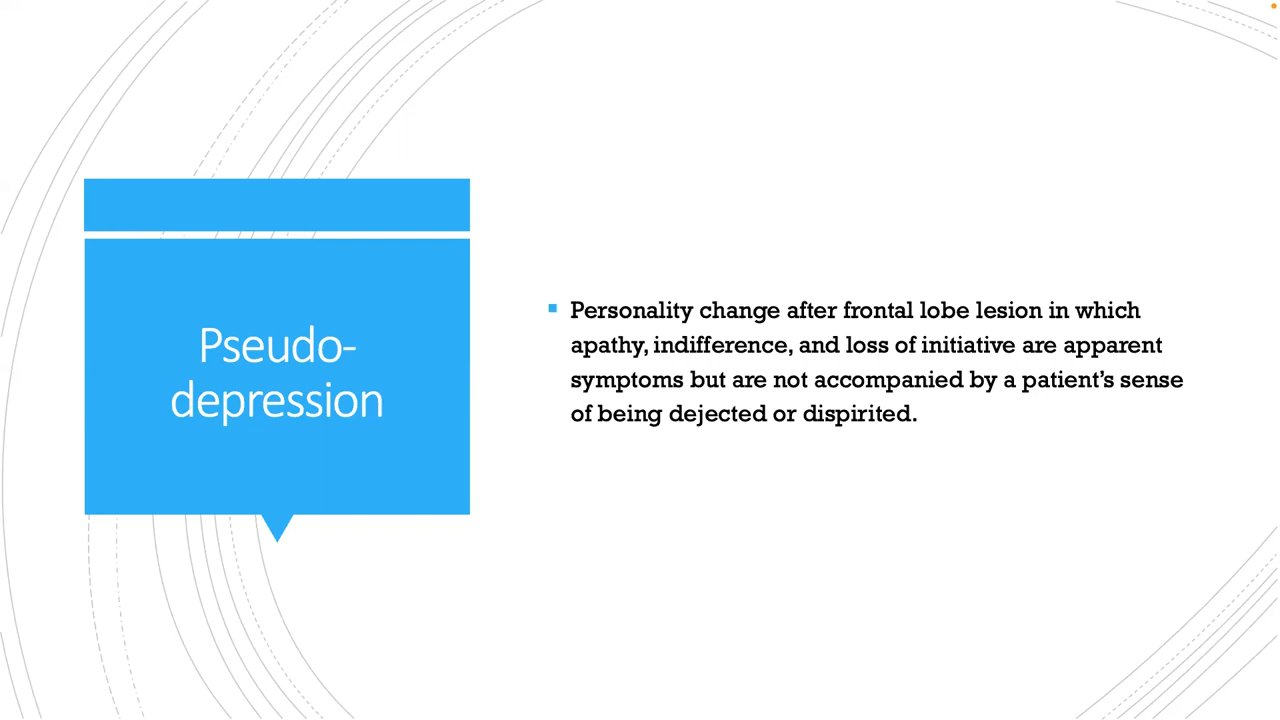 Pseudo-
depression
▪ Personality change after frontal lobe lesion in which
apathy, indifference, and loss of initiative are apparent
symptoms but are not accompanied by a patient’s sense
of being dejected or dispirited.